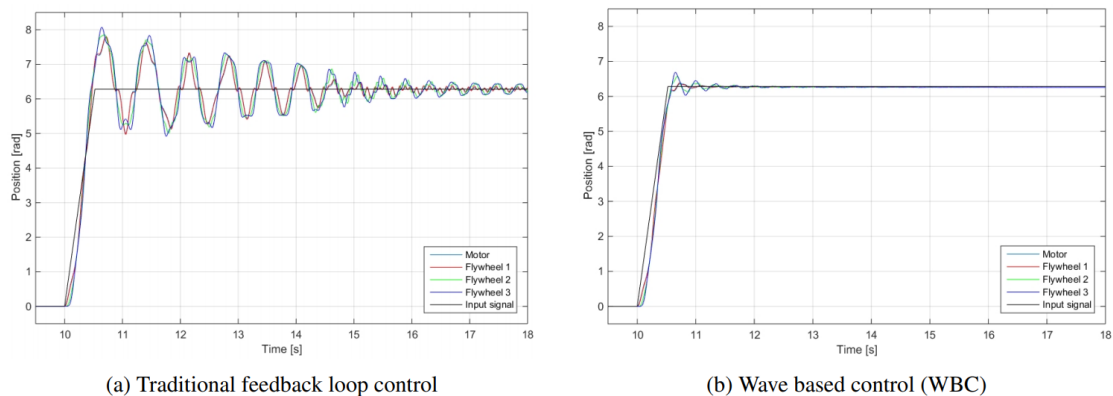 8
7
6
5
4
3
2
1
0
Position [rad]
10 11 12 13 14 15 16 17 18
Time [s]
Motor
Flywheel 1
Flywheel 2
Flywheel 3
Input signal
(a) Traditional feedback loop control
8
7
6
5
4
3
2
1
0
Position [rad]
10 11 12 13 14 15 16 17 18
Time [s]
Motor
Flywheel 1
Flywheel 2
Flywheel 3
Input signal
(b) Wave based control (WBC)